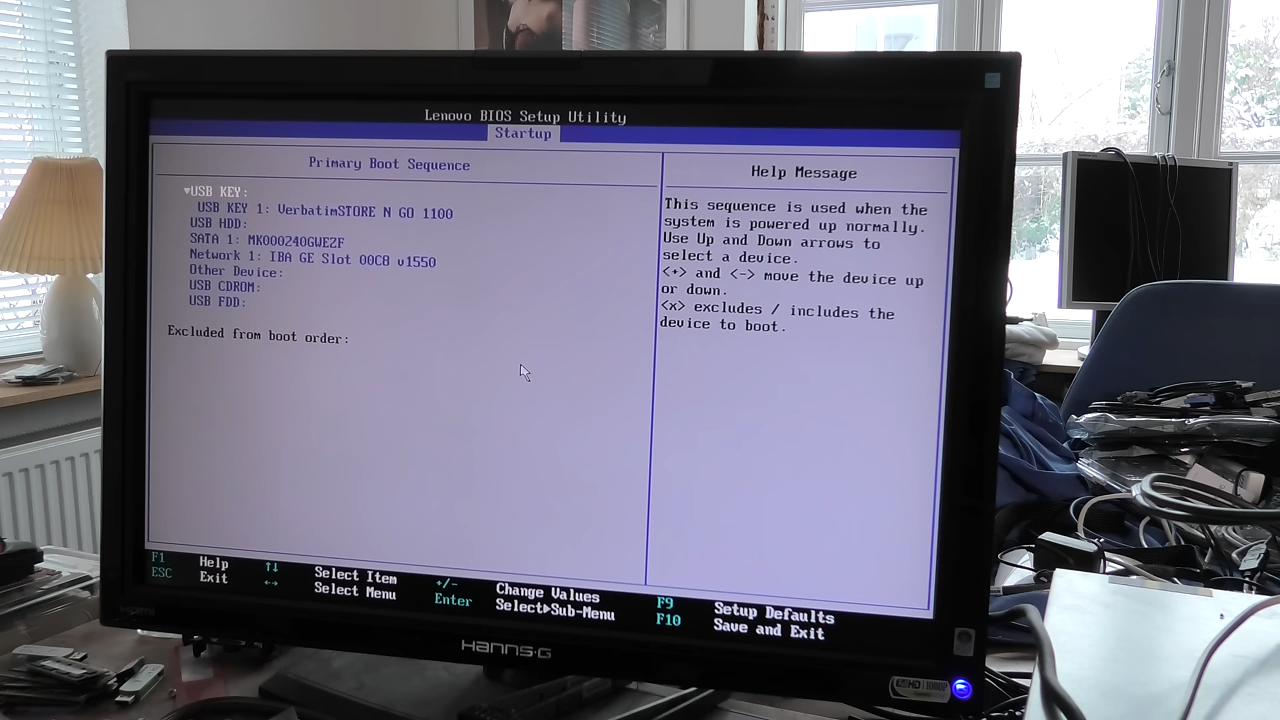 Lenovo BIOS Setup Utility
Startup
Primary Boot Sequence
▼USB KEY:
USB KEY 1: VerbatimSTORE N GO 1100
USB HDD:
SATA 1: MK000240GWEZF
Network 1: IBA GE Slot 00C8 v1550
Other Device:
USB CDROM:
USB FDD:
Excluded from boot order:
Help Message
This sequence is used when the
system is powered up normally.
Use Up and Down arrows to
select a device.
<+> and <-> move the device up
or down.
<x> excludes / includes the
device to boot.
F1 Help ↑↓ Select Item +/- Change Values F9 Setup Defaults
ESC Exit ←→ Select Menu Enter Select▶Sub-Menu F10 Save and Exit
HANNS·G
HDMI
HD 1080P